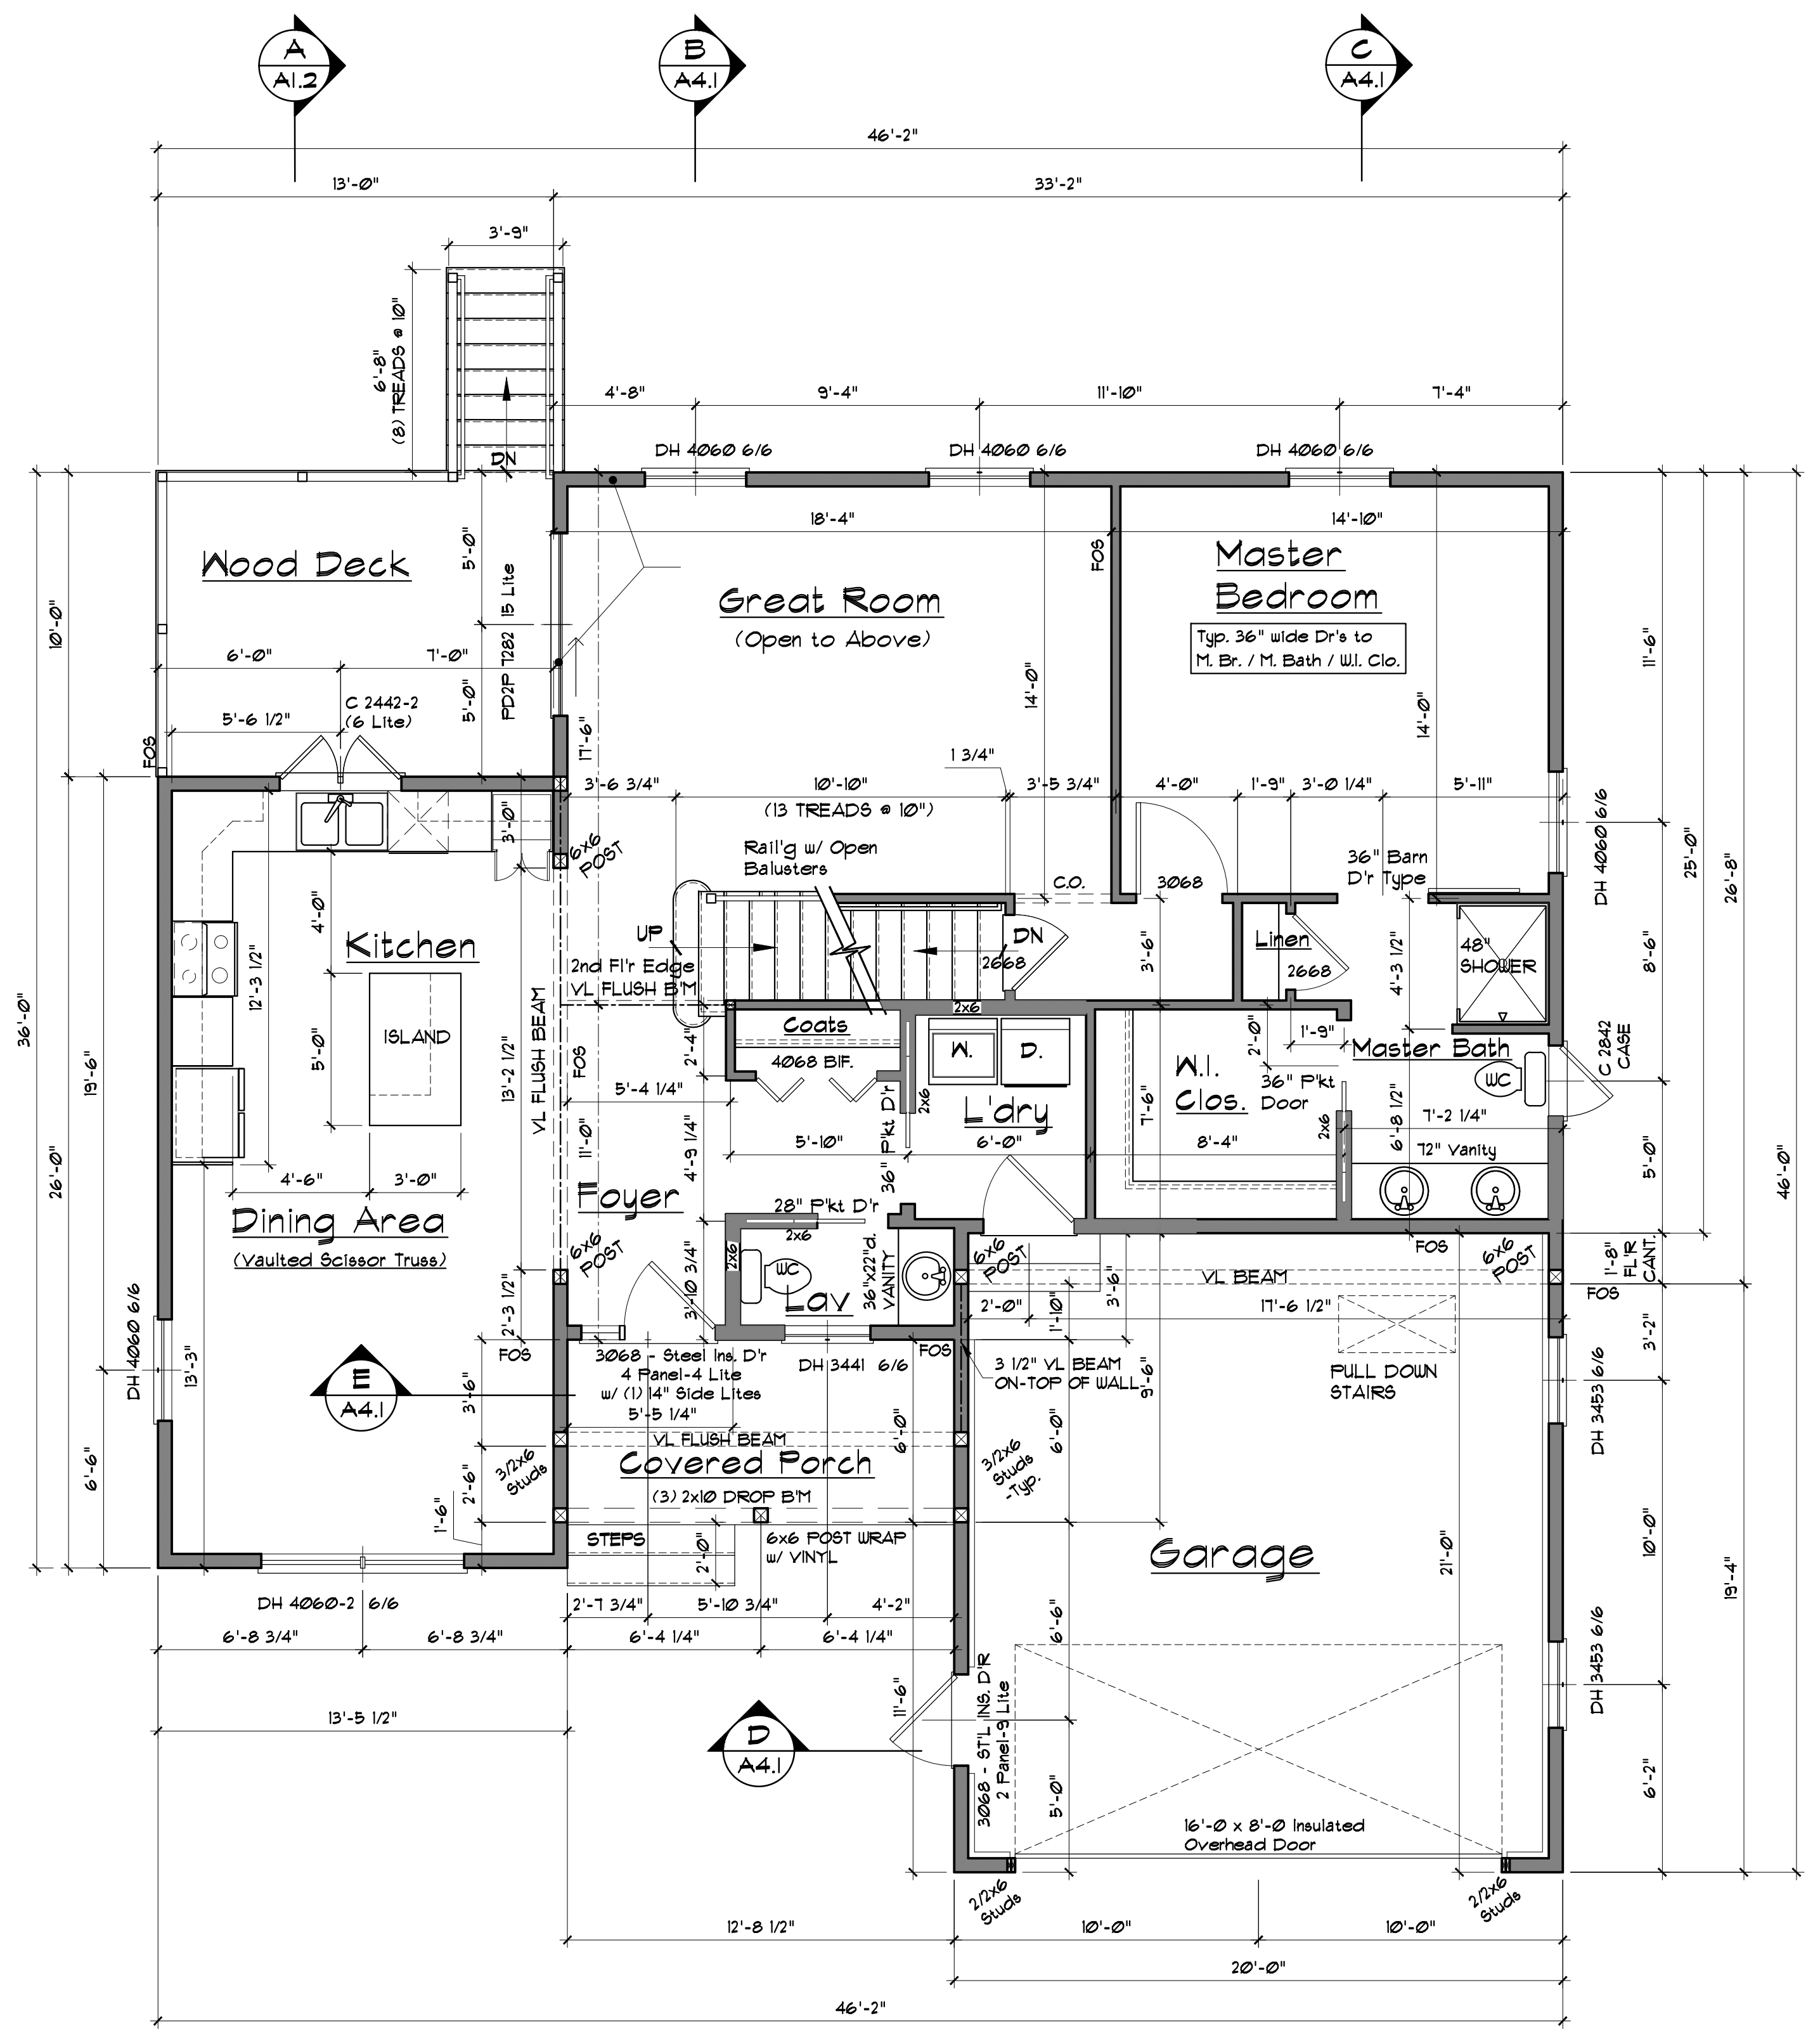 A
A1.2
B
A4.1
C
A4.1
46'-2"
13'-0"
33'-2"
3'-9"
6'-8"
(8) TREADS @ 10"
DN
4'-8"
9'-4"
11'-10"
7'-4"
DH 4060 6/6
DH 4060 6/6
DH 4060 6/6
18'-4"
14'-10"
FOS
Wood Deck
5'-0"
5'-0"
PD2P 7282 15 Lite
10'-0"
6'-0"
7'-0"
5'-6 1/2"
C 2442-2
(6 Lite)
FOS
Great Room
(Open to Above)
14'-0"
17'-6"
Master
Bedroom
Typ. 36" wide Dr's to
M. Br. / M. Bath / W.I. Clo.
14'-0"
11'-6"
1 3/4"
3'-6 3/4"
10'-10"
(13 TREADS @ 10")
3'-5 3/4"
4'-0"
1'-9"
3'-0 1/4"
5'-11"
DH 4060 6/6
25'-0"
26'-8"
3'-0"
6x6
POST
Rail'g w/ Open
Balusters
36" Barn
D'r Type
C.O.
3068
4'-0"
Kitchen
12'-3 1/2"
UP
2nd Fl'r Edge
VL FLUSH B'M
DN
2668
3'-6"
Linen
2668
4'-3 1/2"
48"
SHOWER
8'-6"
36'-0"
19'-6"
26'-0"
5'-0"
ISLAND
13'-2 1/2"
VL FLUSH BEAM
FOS
2'-4"
Coats
4068 BIF.
2x6
W.
D.
L'dry
2x6
36" P'kt D'r
5'-4 1/4"
11'-0"
4'-9 1/4"
5'-10"
6'-0"
W.I.
Clos.
7'-6"
8'-4"
2'-0"
1'-9"
36" P'kt
Door
2x6
Master Bath
WC
C 2842
CASE
7'-2 1/4"
6'-8 1/2"
72" Vanity
5'-0"
46'-0"
4'-6"
3'-0"
Dining Area
(Vaulted Scissor Truss)
Foyer
28" P'kt D'r
2x6
2x6
WC
Lav
36"x22"d.
VANITY
3'-10 3/4"
6x6
POST
2'-3 1/2"
FOS
6x6
POST
3'-6"
VL BEAM
FOS
6x6
POST
1'-8"
FL'R
CANT.
FOS
2'-0"
1'-10"
17'-6 1/2"
3'-2"
DH 4060 6/6
13'-3"
6'-6"
E
A4.1
3'-6"
3068 - Steel Ins. D'r
4 Panel-4 Lite
w/ (1) 14" Side Lites
DH 3441 6/6
FOS
3 1/2" VL BEAM
ON-TOP OF WALL
9'-6"
PULL DOWN
STAIRS
DH 3453 6/6
5'-5 1/4"
VL FLUSH BEAM
Covered Porch
(3) 2x10 DROP B'M
6'-0"
6'-0"
3/2x6
Studs
3/2x6
Studs
-Typ.
2'-6"
1'-6"
STEPS
2'-0"
6x6 POST WRAP
w/ VINYL
Garage
21'-0"
10'-0"
19'-4"
DH 4060-2 6/6
2'-7 3/4"
5'-10 3/4"
4'-2"
6'-8 3/4"
6'-8 3/4"
6'-4 1/4"
6'-4 1/4"
6'-6"
DH 3453 6/6
13'-5 1/2"
D
A4.1
11'-6"
3068 - ST'L INS. D'R
2 Panel-9 Lite
5'-0"
6'-2"
16'-0 x 8'-0 Insulated
Overhead Door
2/2x6
Studs
2/2x6
Studs
12'-8 1/2"
10'-0"
10'-0"
20'-0"
46'-2"